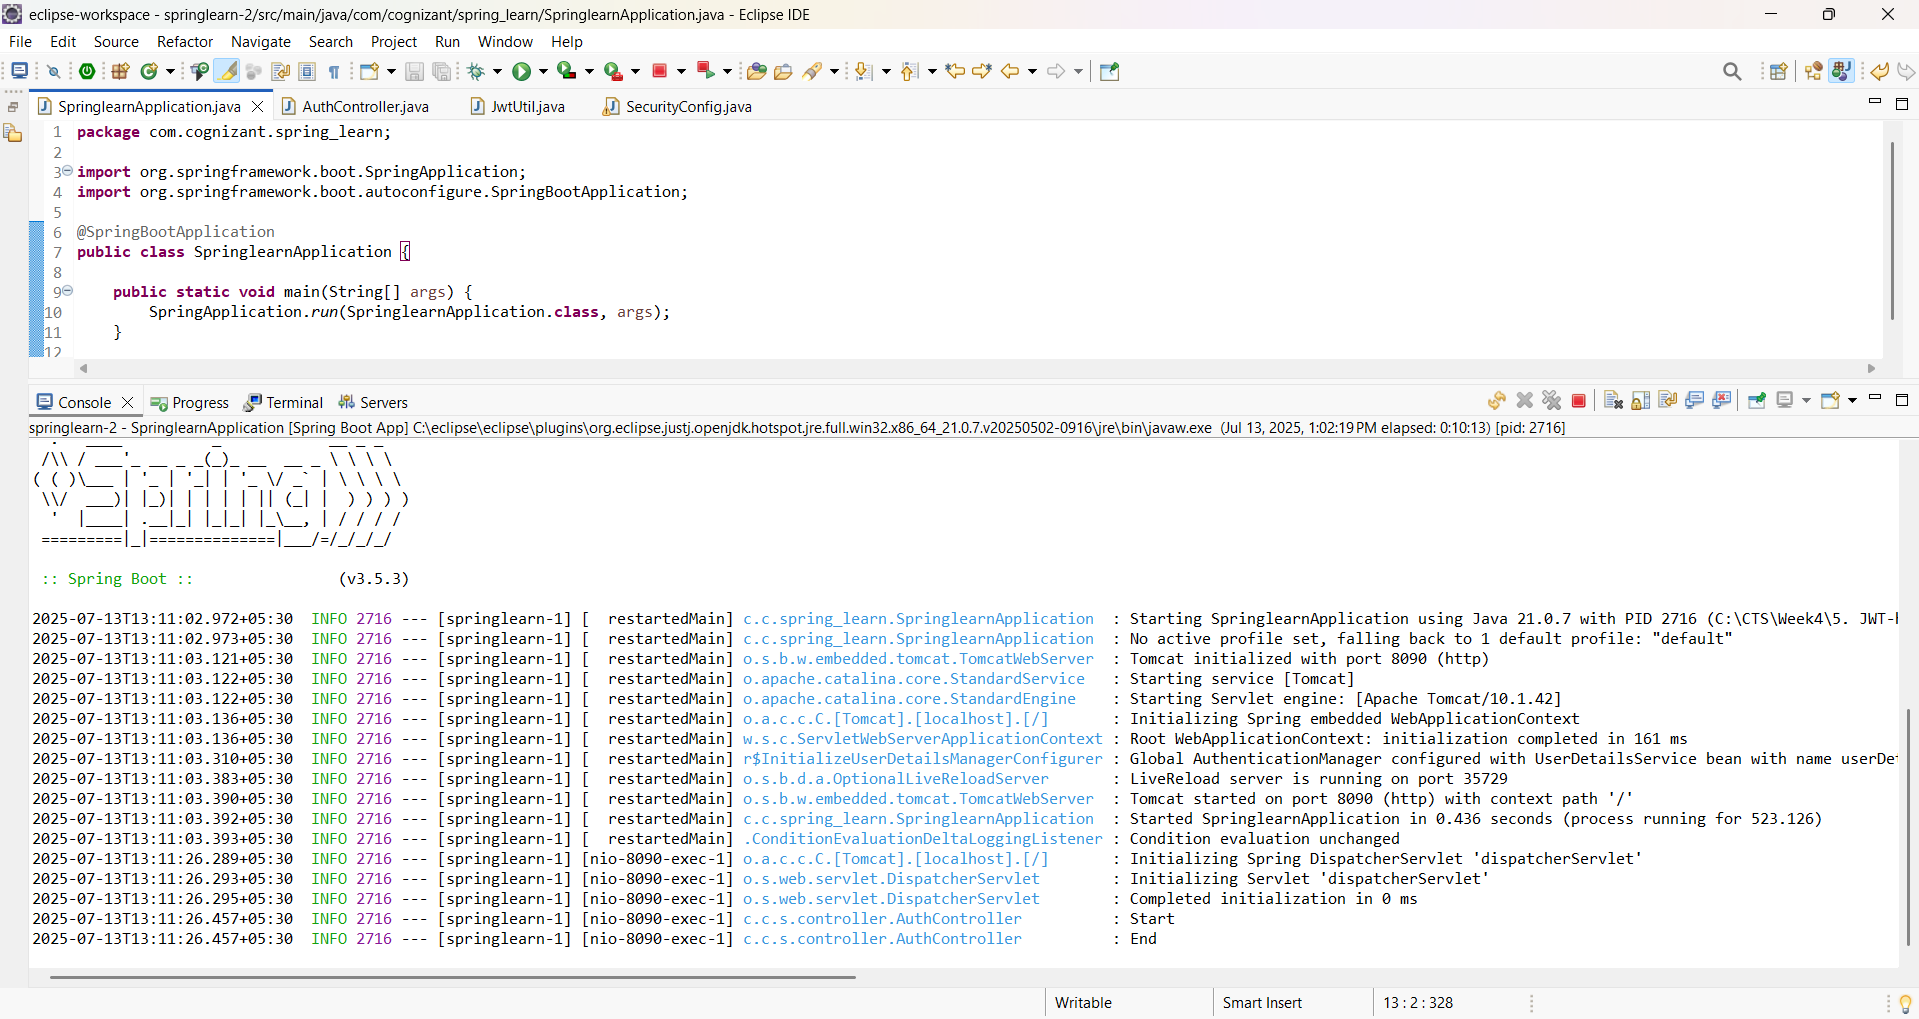 eclipse-workspace - springlearn-2/src/main/java/com/cognizant/spring_learn/SpringlearnApplication.java - Eclipse IDE
File Edit Source Refactor Navigate Search Project Run Window Help
SpringlearnApplication.java AuthController.java JwtUtil.java SecurityConfig.java
1 package com.cognizant.spring_learn;
2
3 import org.springframework.boot.SpringApplication;
4 import org.springframework.boot.autoconfigure.SpringBootApplication;
5
6 @SpringBootApplication
7 public class SpringlearnApplication {
8
9 public static void main(String[] args) {
10 SpringApplication.run(SpringlearnApplication.class, args);
11 }
12
Console Progress Terminal Servers
springlearn-2 - SpringlearnApplication [Spring Boot App] C:\eclipse\eclipse\plugins\org.eclipse.justj.openjdk.hotspot.jre.full.win32.x86_64_21.0.7.v20250502-0916\jre\bin\javaw.exe (Jul 13, 2025, 1:02:19 PM elapsed: 0:10:13) [pid: 2716]
Spring
:: Spring Boot :: (v3.5.3)
2025-07-13T13:11:02.972+05:30 INFO 2716 --- [springlearn-1] [ restartedMain] c.c.spring_learn.SpringlearnApplication : Starting SpringlearnApplication using Java 21.0.7 with PID 2716 (C:\CTS\Week4\5. JWT-
2025-07-13T13:11:02.973+05:30 INFO 2716 --- [springlearn-1] [ restartedMain] c.c.spring_learn.SpringlearnApplication : No active profile set, falling back to 1 default profile: "default"
2025-07-13T13:11:03.121+05:30 INFO 2716 --- [springlearn-1] [ restartedMain] o.s.b.w.embedded.tomcat.TomcatWebServer : Tomcat initialized with port 8090 (http)
2025-07-13T13:11:03.122+05:30 INFO 2716 --- [springlearn-1] [ restartedMain] o.apache.catalina.core.StandardService : Starting service [Tomcat]
2025-07-13T13:11:03.122+05:30 INFO 2716 --- [springlearn-1] [ restartedMain] o.apache.catalina.core.StandardEngine : Starting Servlet engine: [Apache Tomcat/10.1.42]
2025-07-13T13:11:03.136+05:30 INFO 2716 --- [springlearn-1] [ restartedMain] o.a.c.c.C.[Tomcat].[localhost].[/] : Initializing Spring embedded WebApplicationContext
2025-07-13T13:11:03.136+05:30 INFO 2716 --- [springlearn-1] [ restartedMain] w.s.c.ServletWebServerApplicationContext : Root WebApplicationContext: initialization completed in 161 ms
2025-07-13T13:11:03.310+05:30 INFO 2716 --- [springlearn-1] [ restartedMain] r$InitializeUserDetailsManagerConfigurer : Global AuthenticationManager configured with UserDetailsService bean with name userDet
2025-07-13T13:11:03.383+05:30 INFO 2716 --- [springlearn-1] [ restartedMain] o.s.b.d.a.OptionalLiveReloadServer : LiveReload server is running on port 35729
2025-07-13T13:11:03.390+05:30 INFO 2716 --- [springlearn-1] [ restartedMain] o.s.b.w.embedded.tomcat.TomcatWebServer : Tomcat started on port 8090 (http) with context path '/'
2025-07-13T13:11:03.392+05:30 INFO 2716 --- [springlearn-1] [ restartedMain] c.c.spring_learn.SpringlearnApplication : Started SpringlearnApplication in 0.436 seconds (process running for 523.126)
2025-07-13T13:11:03.393+05:30 INFO 2716 --- [springlearn-1] [ restartedMain] .ConditionEvaluationDeltaLoggingListener : Condition evaluation unchanged
2025-07-13T13:11:26.289+05:30 INFO 2716 --- [springlearn-1] [nio-8090-exec-1] o.a.c.c.C.[Tomcat].[localhost].[/] : Initializing Spring DispatcherServlet 'dispatcherServlet'
2025-07-13T13:11:26.293+05:30 INFO 2716 --- [springlearn-1] [nio-8090-exec-1] o.s.web.servlet.DispatcherServlet : Initializing Servlet 'dispatcherServlet'
2025-07-13T13:11:26.295+05:30 INFO 2716 --- [springlearn-1] [nio-8090-exec-1] o.s.web.servlet.DispatcherServlet : Completed initialization in 0 ms
2025-07-13T13:11:26.457+05:30 INFO 2716 --- [springlearn-1] [nio-8090-exec-1] c.c.s.controller.AuthController : Start
2025-07-13T13:11:26.457+05:30 INFO 2716 --- [springlearn-1] [nio-8090-exec-1] c.c.s.controller.AuthController : End
Writable Smart Insert 13 : 2 : 328